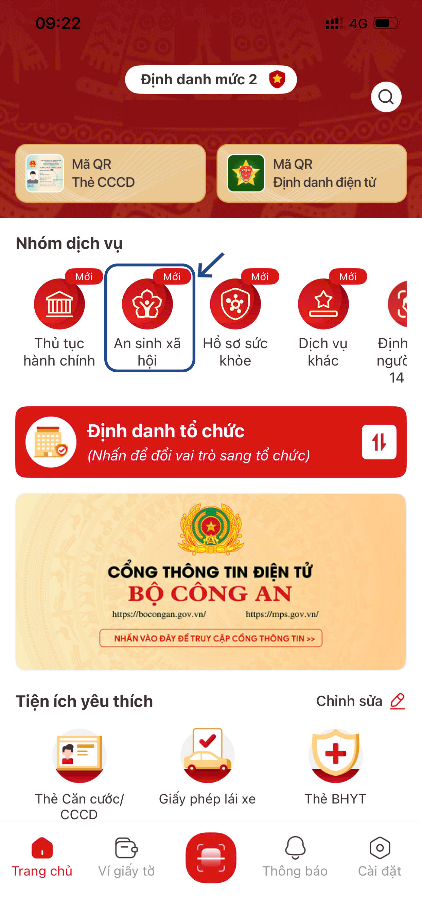 09:22
4G
Định danh mức 2
Mã QR
Thẻ CCCD
Mã QR
Định danh điện tử
Nhóm dịch vụ
Mới
Mới
Mới
Mới
Thủ tục
hành chính
An sinh xã
hội
Hồ sơ sức
khỏe
Dịch vụ
khác
Định
ngườ
14
Định danh tổ chức
(Nhấn để đổi vai trò sang tổ chức)
CỔNG THÔNG TIN ĐIỆN TỬ
BỘ CÔNG AN
https://bocongan.gov.vn/ https://mps.gov.vn/
NHẤN VÀO ĐÂY ĐỂ TRUY CẬP CỔNG THÔNG TIN >>
Tiện ích yêu thích
Chỉnh sửa
Thẻ Căn cước/
CCCD
Giấy phép lái xe
Thẻ BHYT
Trang chủ
Ví giấy tờ
Thông báo
Cài đặt